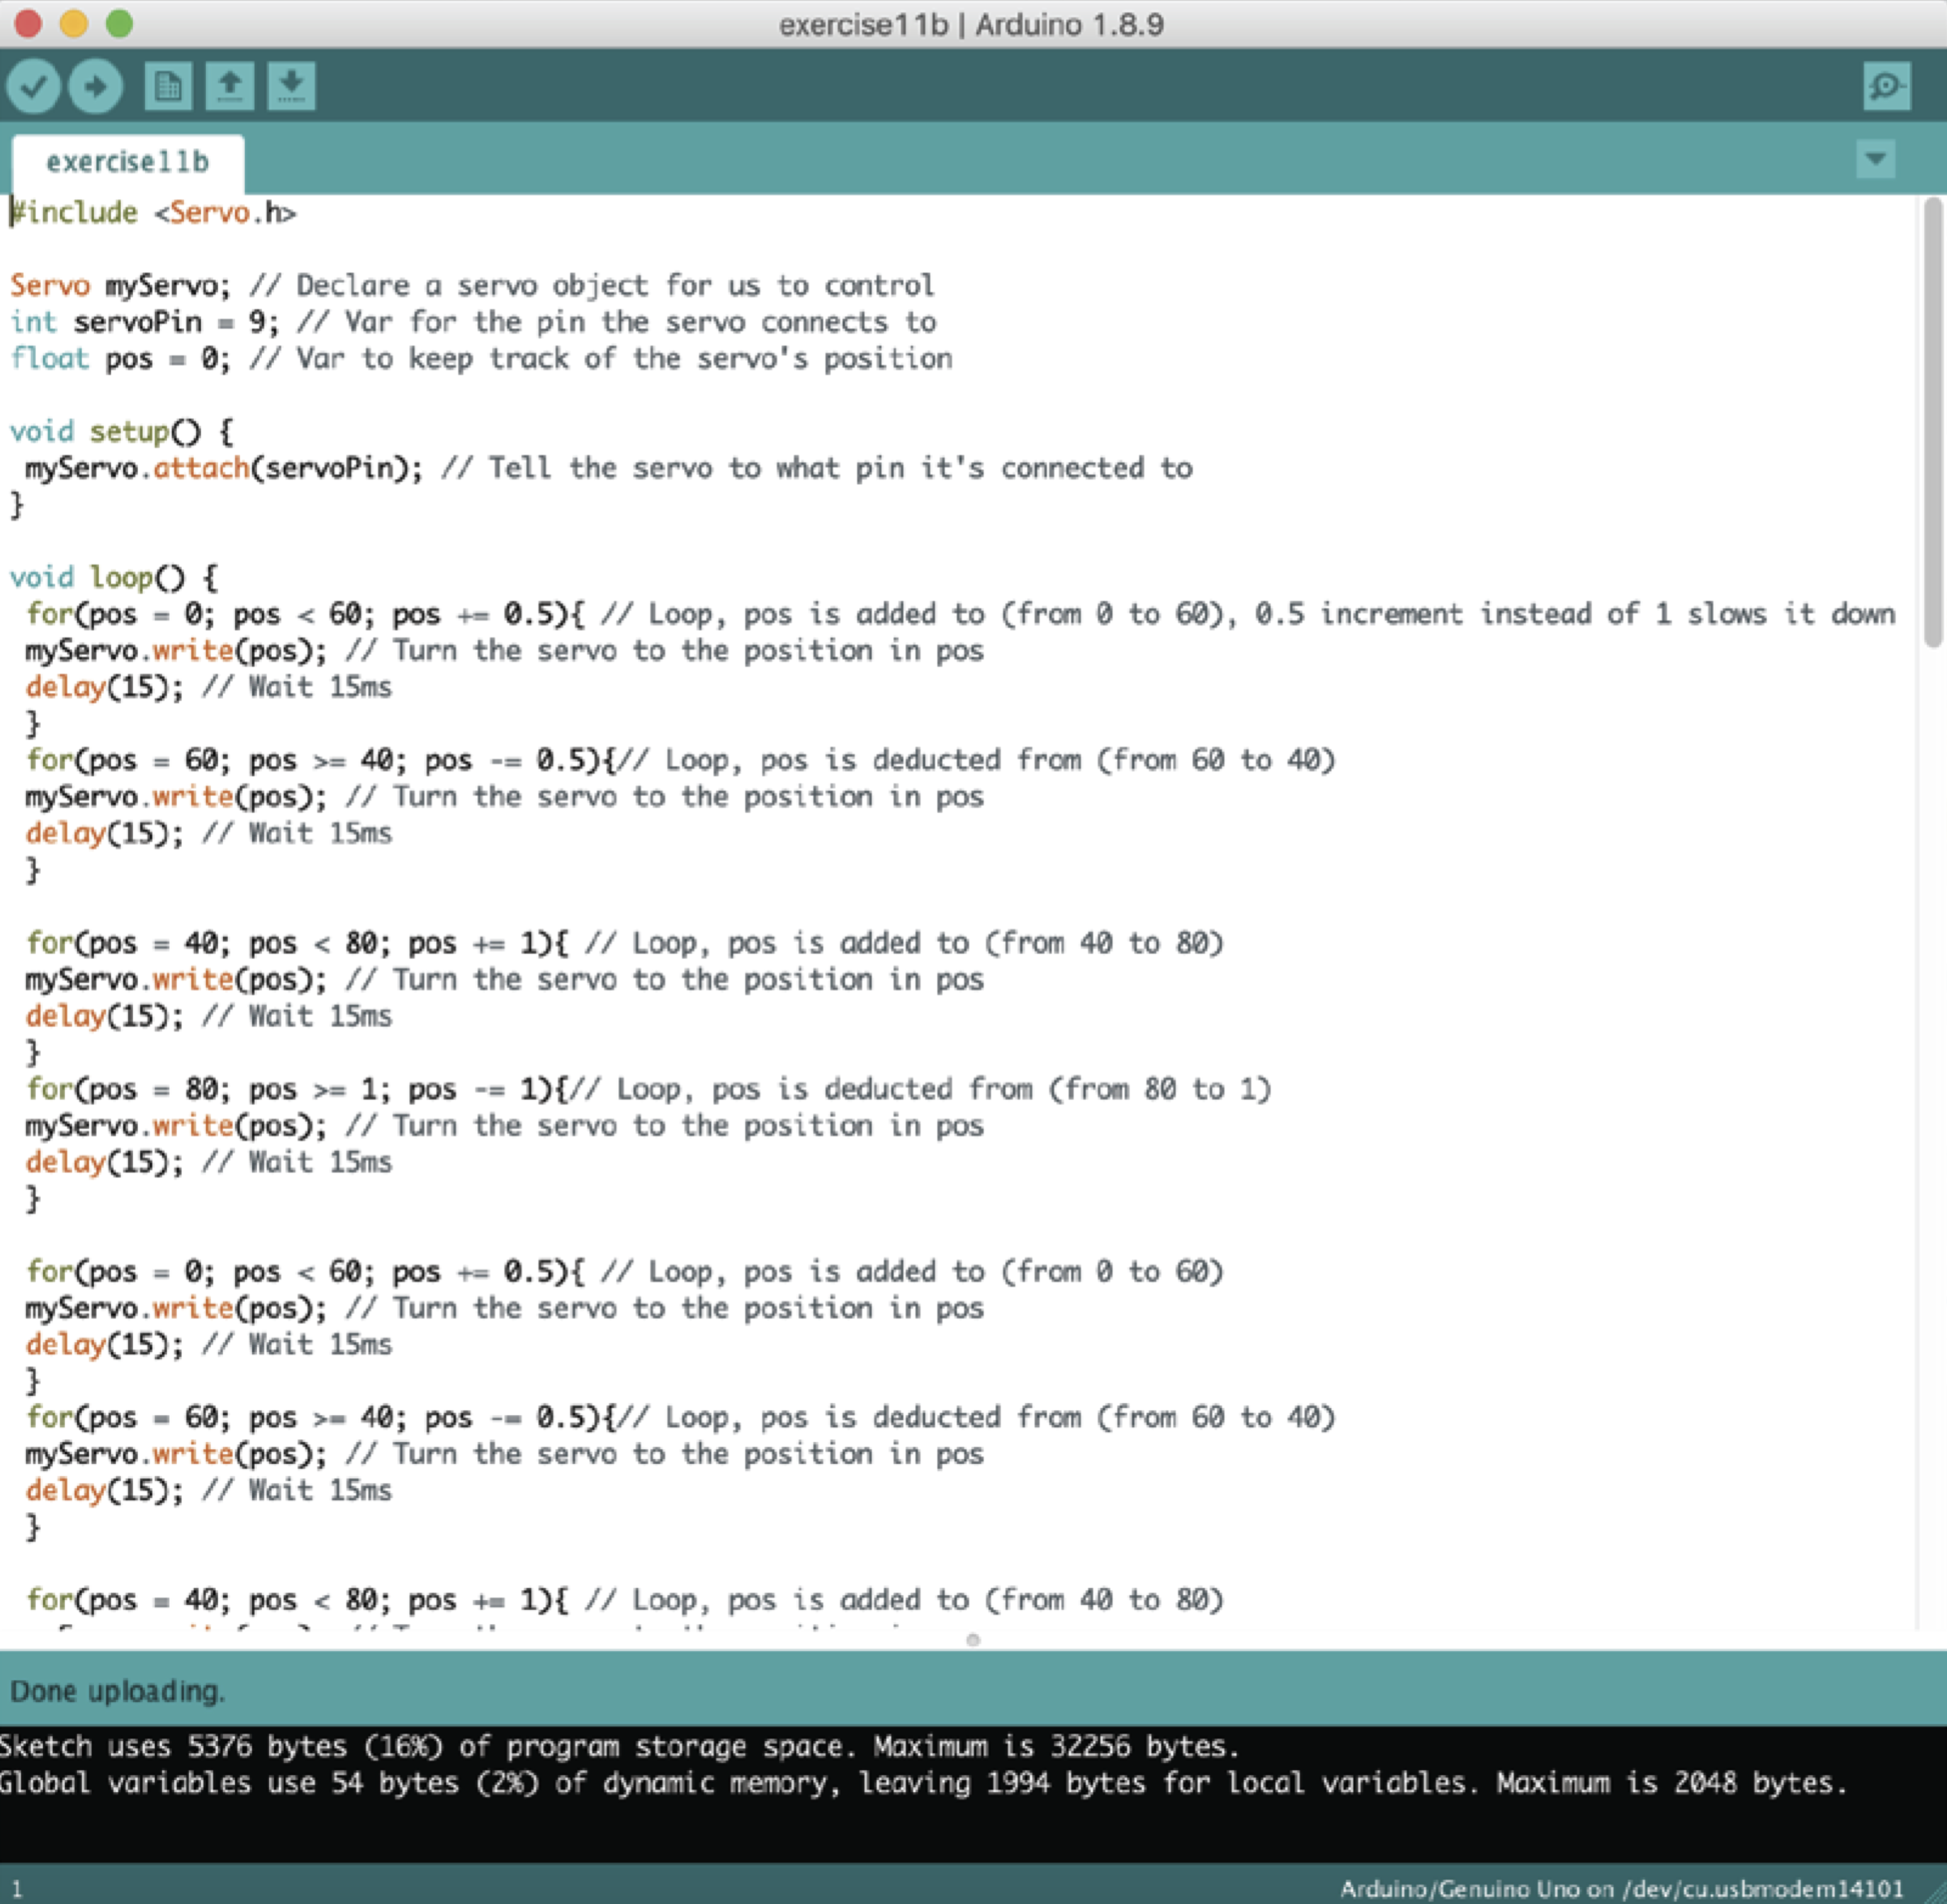 exercise11b | Arduino 1.8.9
exercise11b
#include <Servo.h>
Servo myServo; // Declare a servo object for us to control
int servoPin = 9; // Var for the pin the servo connects to
float pos = 0; // Var to keep track of the servo's position
void setup() {
myServo.attach(servoPin); // Tell the servo to what pin it's connected to
}
void loop() {
for(pos = 0; pos < 60; pos += 0.5){ // Loop, pos is added to (from 0 to 60), 0.5 increment instead of 1 slows it down
myServo.write(pos); // Turn the servo to the position in pos
delay(15); // Wait 15ms
}
for(pos = 60; pos >= 40; pos -= 0.5){// Loop, pos is deducted from (from 60 to 40)
myServo.write(pos); // Turn the servo to the position in pos
delay(15); // Wait 15ms
}
for(pos = 40; pos < 80; pos += 1){ // Loop, pos is added to (from 40 to 80)
myServo.write(pos); // Turn the servo to the position in pos
delay(15); // Wait 15ms
}
for(pos = 80; pos >= 1; pos -= 1){// Loop, pos is deducted from (from 80 to 1)
myServo.write(pos); // Turn the servo to the position in pos
delay(15); // Wait 15ms
}
for(pos = 0; pos < 60; pos += 0.5){ // Loop, pos is added to (from 0 to 60)
myServo.write(pos); // Turn the servo to the position in pos
delay(15); // Wait 15ms
}
for(pos = 60; pos >= 40; pos -= 0.5){// Loop, pos is deducted from (from 60 to 40)
myServo.write(pos); // Turn the servo to the position in pos
delay(15); // Wait 15ms
}
for(pos = 40; pos < 80; pos += 1){ // Loop, pos is added to (from 40 to 80)
Done uploading.
Sketch uses 5376 bytes (16%) of program storage space. Maximum is 32256 bytes.
Global variables use 54 bytes (2%) of dynamic memory, leaving 1994 bytes for local variables. Maximum is 2048 bytes.
1
Arduino/Genuino Uno on /dev/cu.usbmodem14101